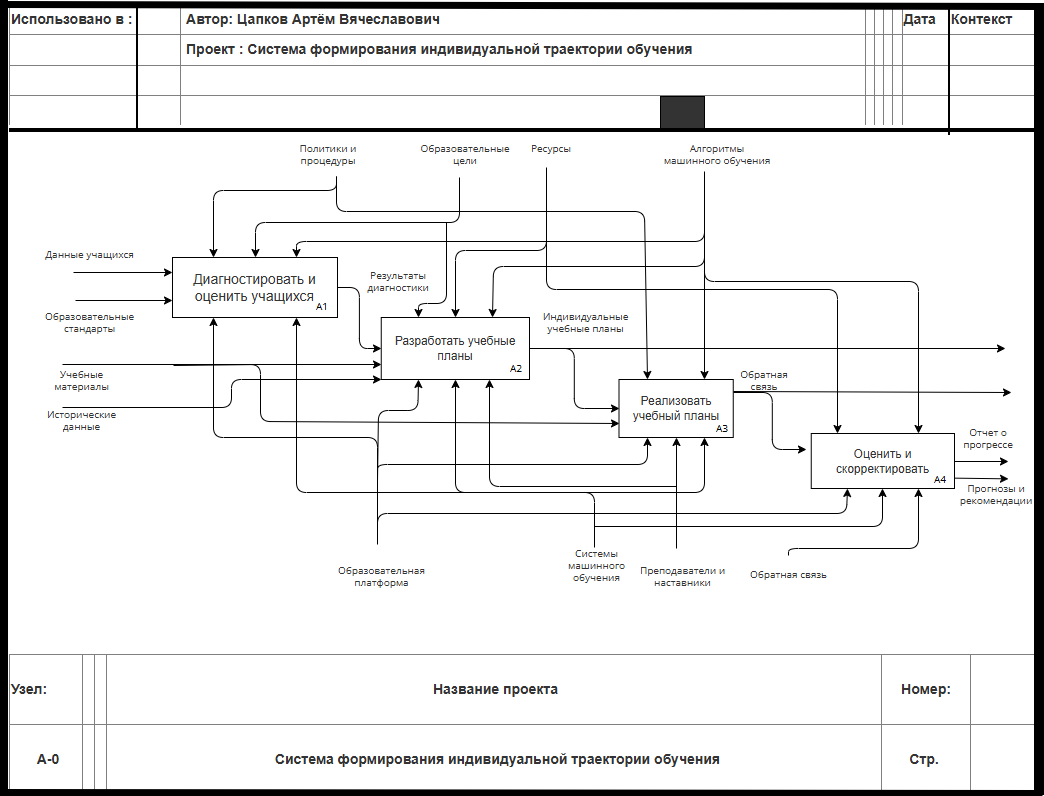 Использовано в :
Автор: Цапков Артём Вячеславович
Дата
Контекст
Проект : Система формирования индивидуальной траектории обучения
Политики и
процедуры
Образовательные
цели
Ресурсы
Алгоритмы
машинного обучения
Данные учащихся
Образовательные
стандарты
Диагностировать и
оценить учащихся
A1
Результаты
диагностики
Учебные
материалы
Исторические
данные
Разработать учебные
планы
A2
Индивидуальные
учебные планы
Реализовать
учебный планы
A3
Обратная
связь
Оценить и
скорректировать
A4
Отчет о
прогрессе
Прогнозы и
рекомендации
Образовательная
платформа
Системы
машинного
обучения
Преподаватели и
наставники
Обратная связь
Узел:
Название проекта
Номер:
А-0
Система формирования индивидуальной траектории обучения
Стр.